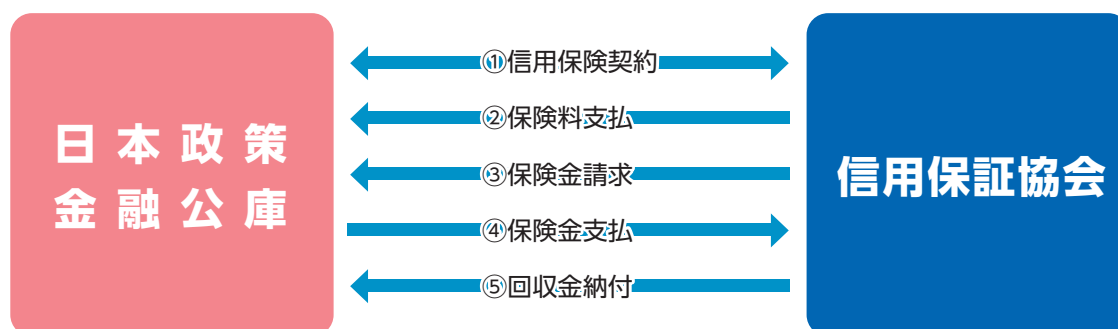 日本政策
金融公庫
①信用保険契約
②保険料支払
③保険金請求
④保険金支払
⑤回収金納付
信用保証協会